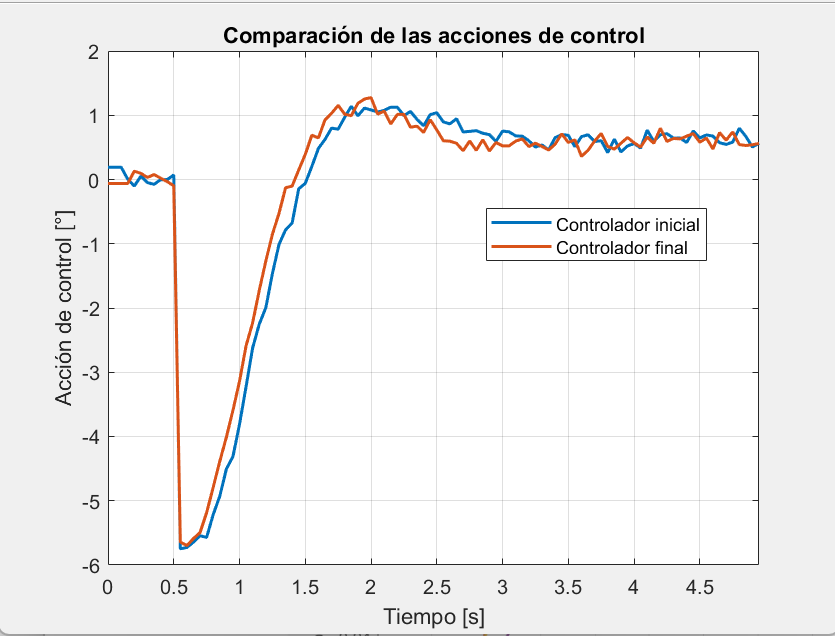 Comparación de las acciones de control
2
1
0
-1
-2
-3
-4
-5
-6
Acción de control [°]
Controlador inicial
Controlador final
0 0.5 1 1.5 2 2.5 3 3.5 4 4.5
Tiempo [s]